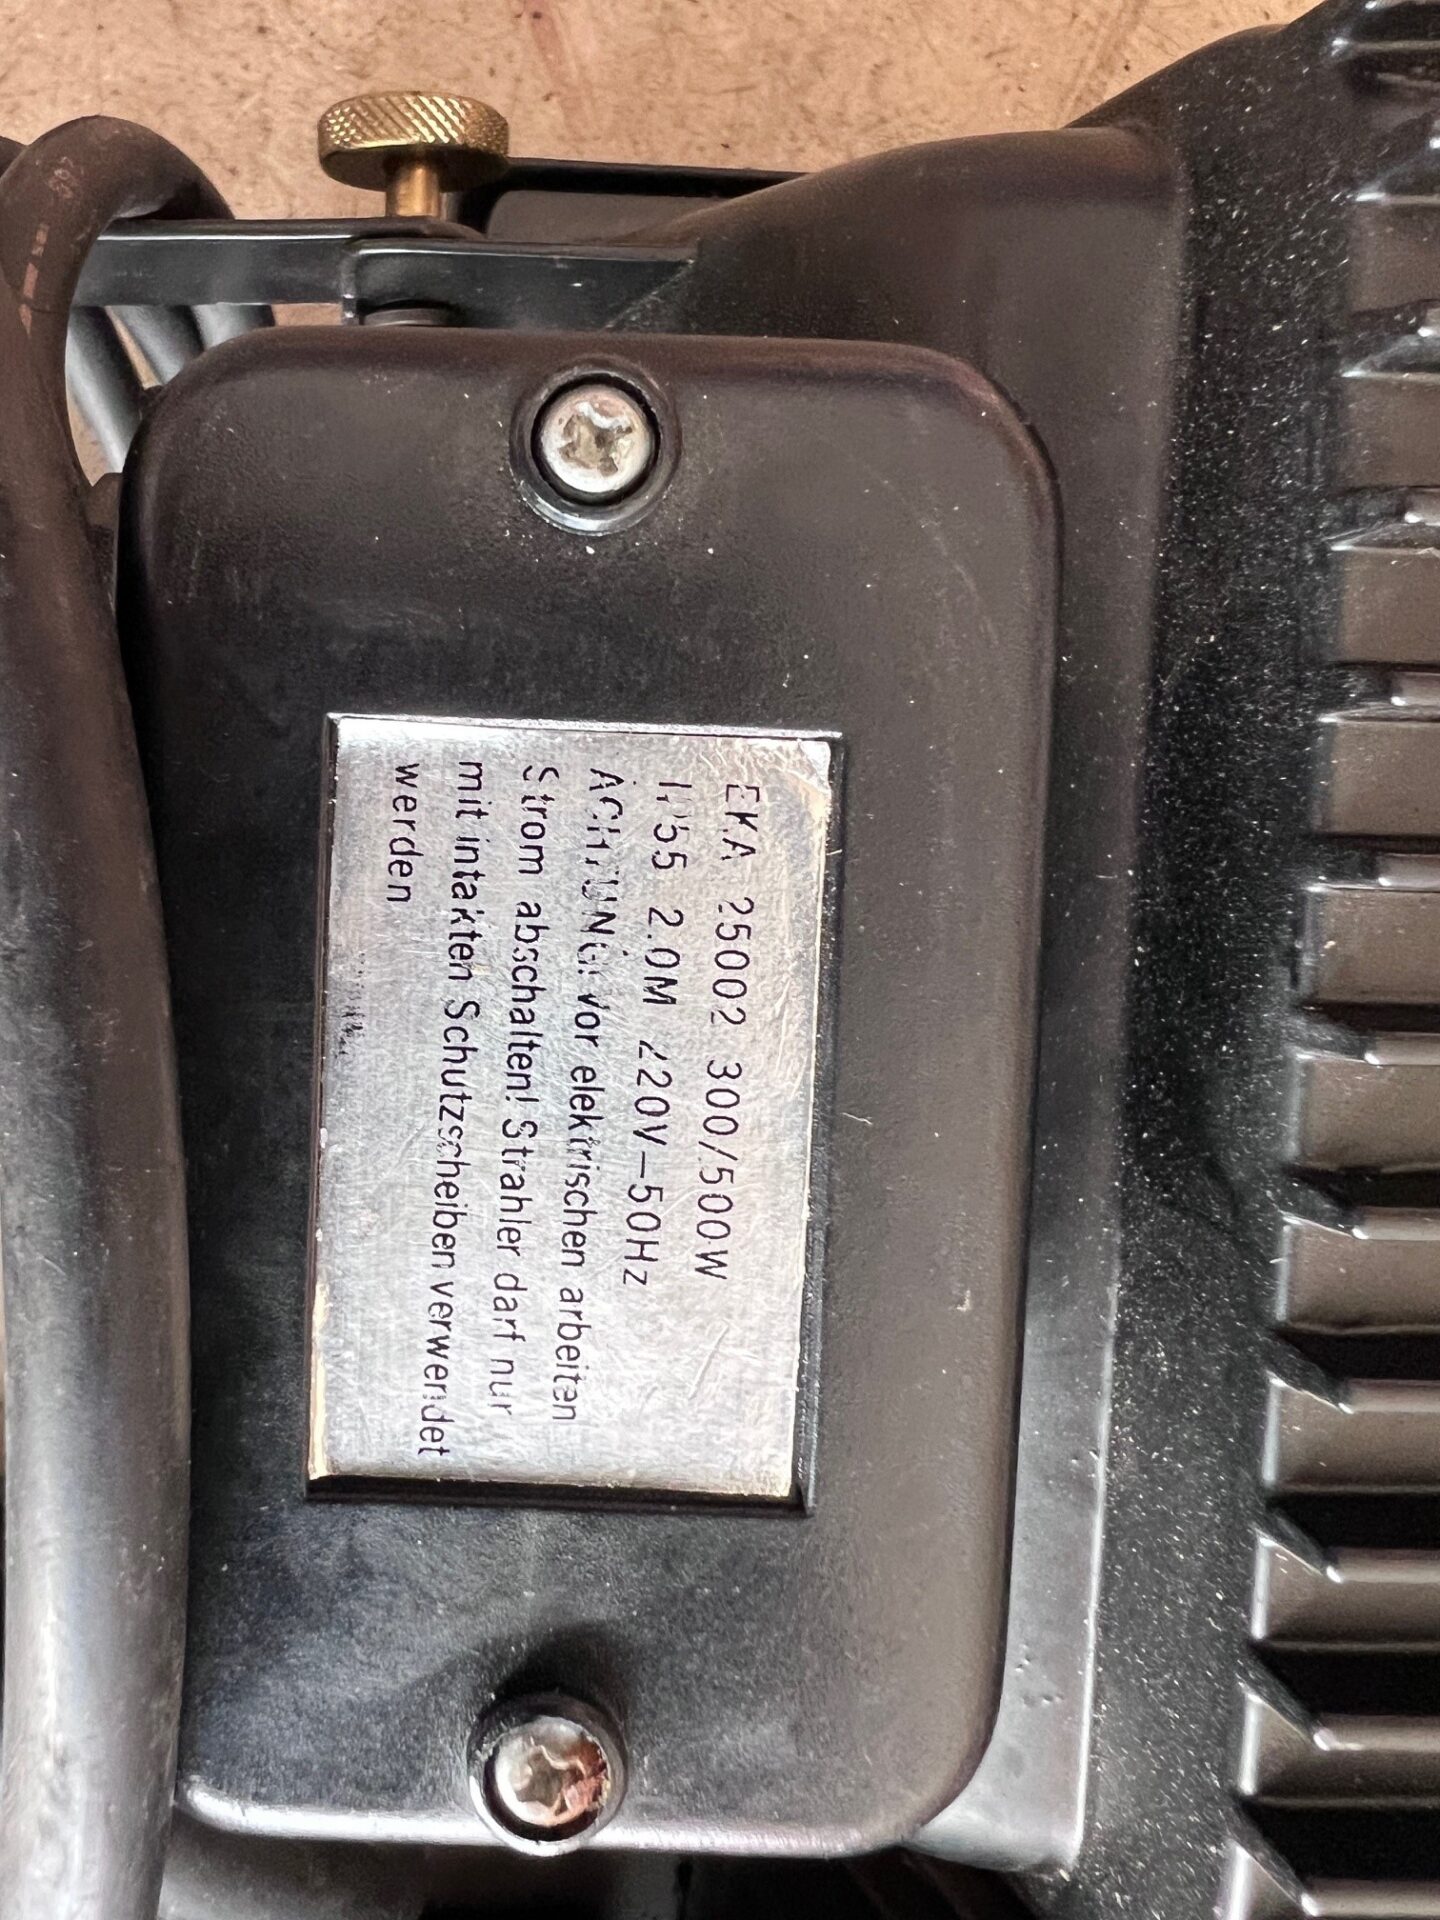 EKA 25002 300/500W
IP55 2.0M 220V-50Hz
ACHTUNG! Vor elektrischen arbeiten
Strom abschalten! Strahler darf nur
mit intakten Schutzscheiben verwendet
werden